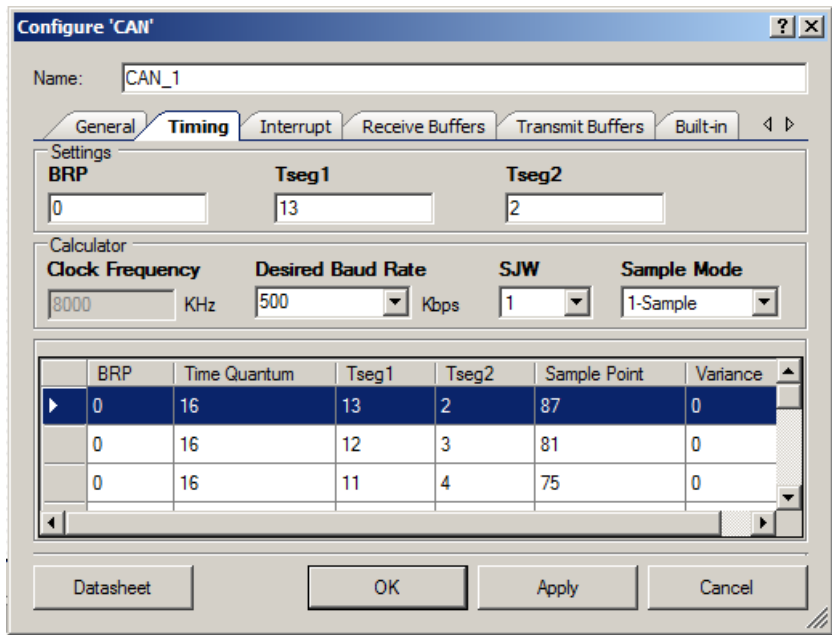 Configure 'CAN'
Name: CAN_1
General Timing Interrupt Receive Buffers Transmit Buffers Built-in
Settings
BRP Tseg1 Tseg2
0 13 2
Calculator
Clock Frequency Desired Baud Rate SJW Sample Mode
8000 KHz 500 Kbps 1 1-Sample
BRP Time Quantum Tseg1 Tseg2 Sample Point Variance
0 16 13 2 87 0
0 16 12 3 81 0
0 16 11 4 75 0
Datasheet OK Apply Cancel